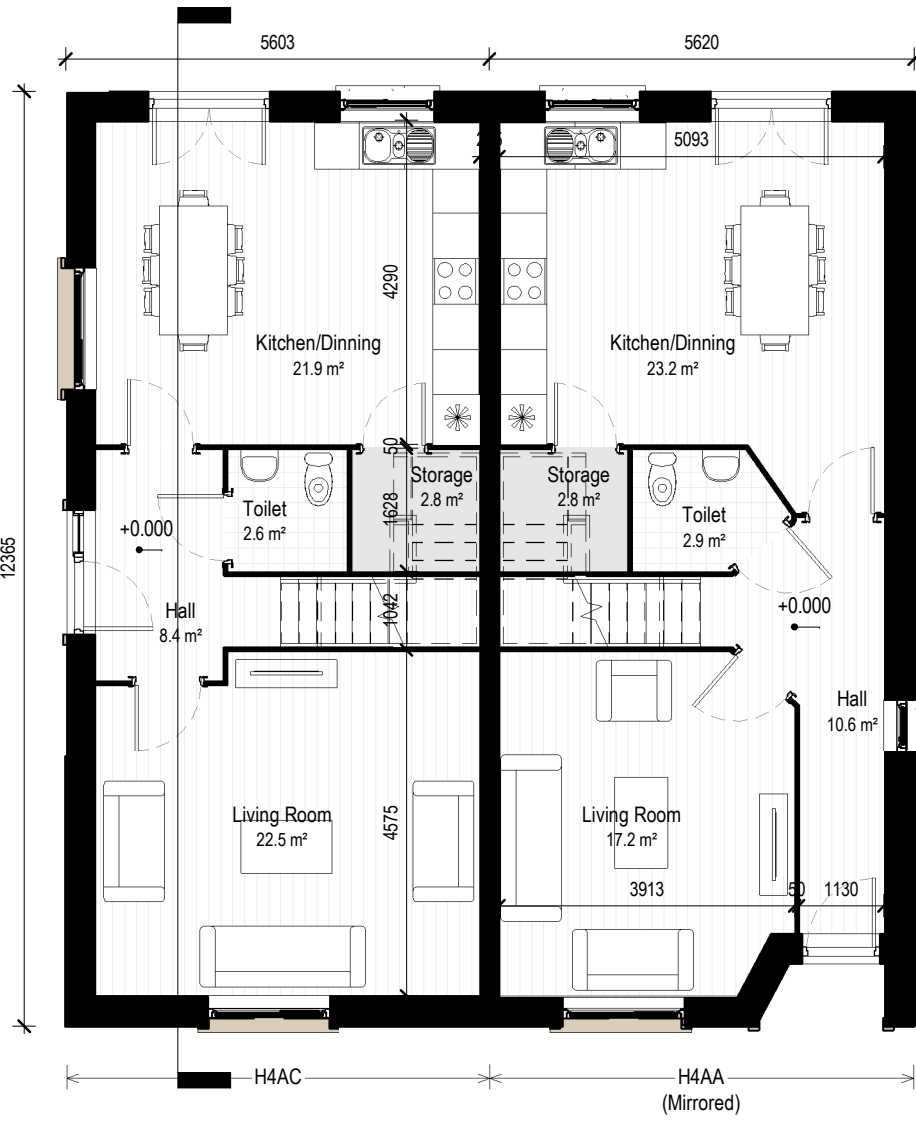 5603
5620
5093
4290
Kitchen/Dinning
21.9 m²
Kitchen/Dinning
23.2 m²
50
Storage
2.8 m²
Storage
2.8 m²
Toilet
2.6 m²
Toilet
2.9 m²
1628
+0.000
12365
1042
+0.000
Hall
8.4 m²
Hall
10.6 m²
Living Room
22.5 m²
4575
Living Room
17.2 m²
3913
50
1130
H4AC
H4AA
(Mirrored)